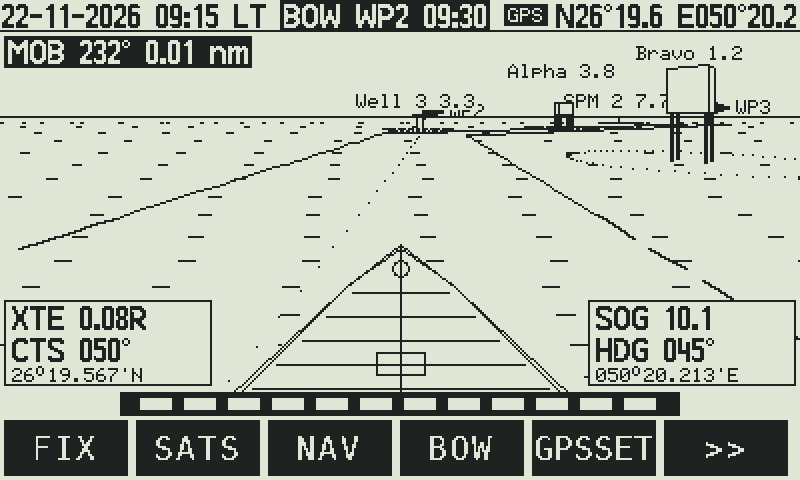 22-11-2026 09:15 LT BOW WP2 09:30 GPS N26°19.6 E050°20.2
MOB 232° 0.01 nm
Bravo 1.2
Alpha 3.8
Well 3 3.3
SPM 2 7.7
WP3
XTE 0.08R
CTS 050°
26°19.567'N
SOG 10.1
HDG 045°
050°20.213'E
FIX SATS NAV BOW GPSSET >>